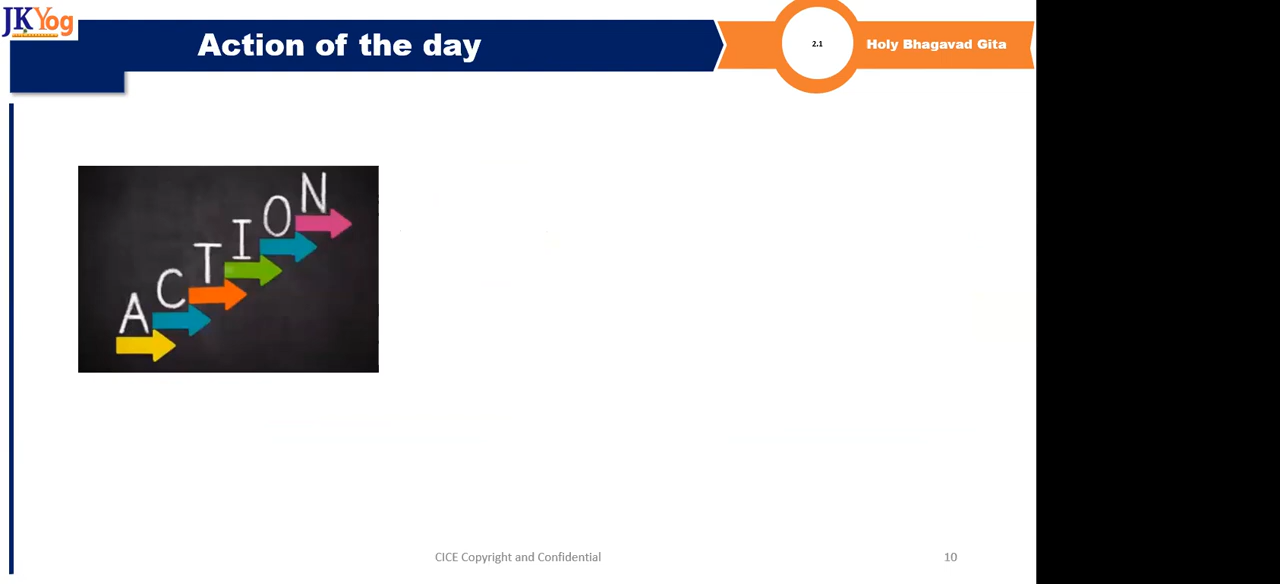 JKYog
Action of the day
2.1
Holy Bhagavad Gita
ACTION
CICE Copyright and Confidential
10